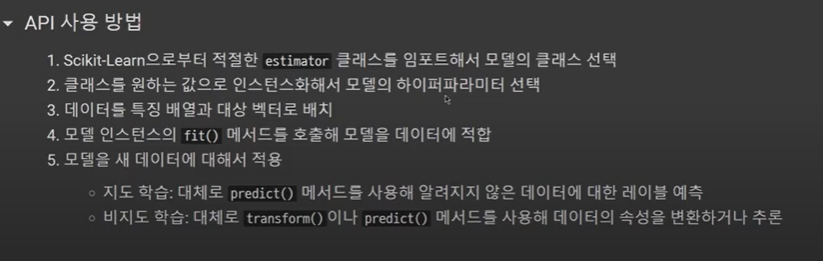 API 사용 방법
1. Scikit-Learn으로부터 적절한 estimator 클래스를 임포트해서 모델의 클래스 선택
2. 클래스를 원하는 값으로 인스턴스화해서 모델의 하이퍼파라미터 선택
3. 데이터를 특징 배열과 대상 벡터로 배치
4. 모델 인스턴스의 fit() 메서드를 호출해 모델을 데이터에 적합
5. 모델을 새 데이터에 대해서 적용
◦ 지도 학습: 대체로 predict() 메서드를 사용해 알려지지 않은 데이터에 대한 레이블 예측
◦ 비지도 학습: 대체로 transform()이나 predict() 메서드를 사용해 데이터의 속성을 변환하거나 추론